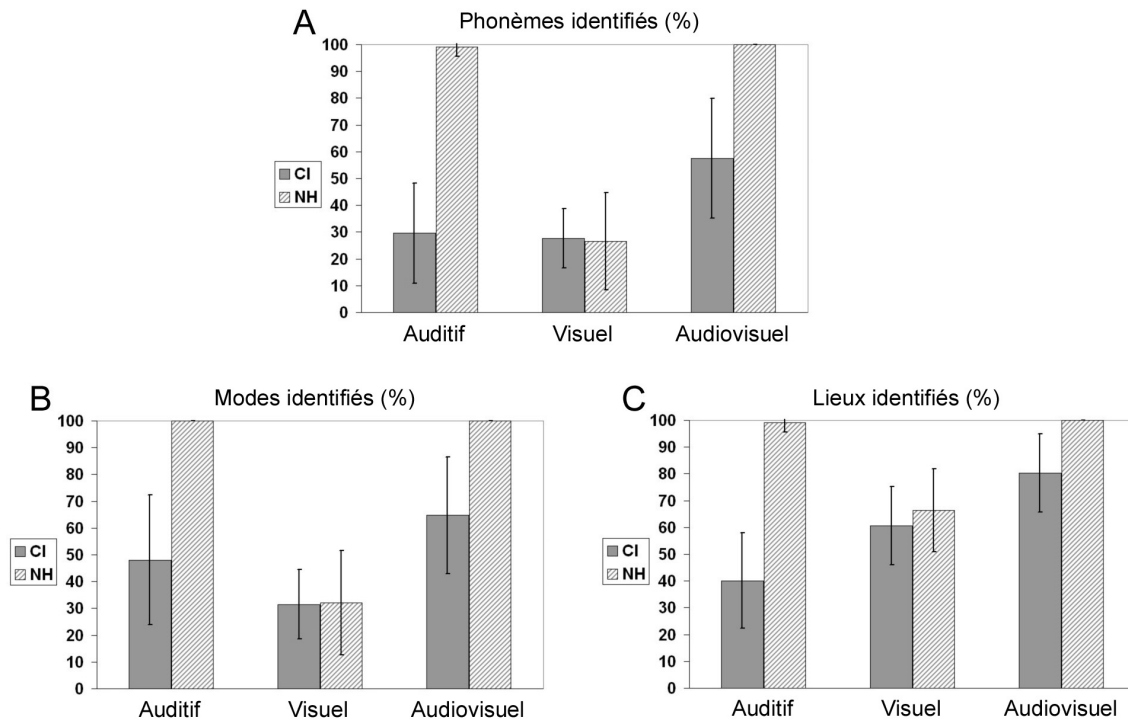 A
Phonèmes identifiés (%)
100
90
80
70
60
50
40
30
20
10
0
CI
NH
Auditif Visuel Audiovisuel
B
Modes identifiés (%)
100
90
80
70
60
50
40
30
20
10
0
CI
NH
Auditif Visuel Audiovisuel
C
Lieux identifiés (%)
100
90
80
70
60
50
40
30
20
10
0
CI
NH
Auditif Visuel Audiovisuel